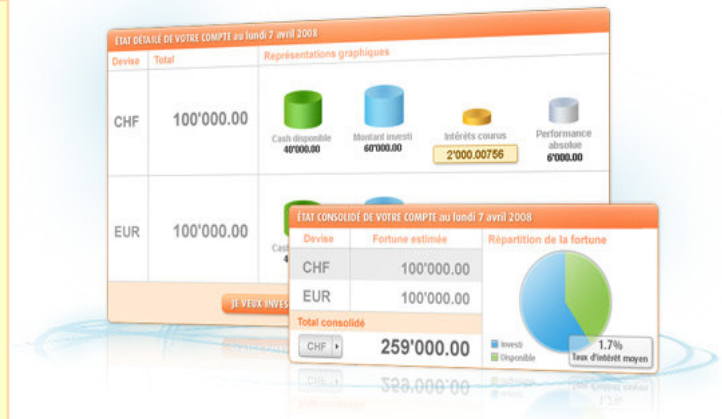 ÉTAT DÉTAILÉ DE VOTRE COMPTE au lundi 7 avril 2008
Devise Total Représentations graphiques
CHF 100'000.00
Cash disponible
40'000.00
Montant investi
60'000.00
Intérêts courus
2'000.00756
Performance
absolue
6'000.00
EUR 100'000.00
JE VEUX
ÉTAT CONSOLIDÉ DE VOTRE COMPTE au lundi 7 avril 2008
Devise Fortune estimée Répartition de la fortune
CHF 100'000.00
EUR 100'000.00
Total consolidé
CHF 259'000.00
Investi
Disponible
1.7%
Taux d'intérêt moyen